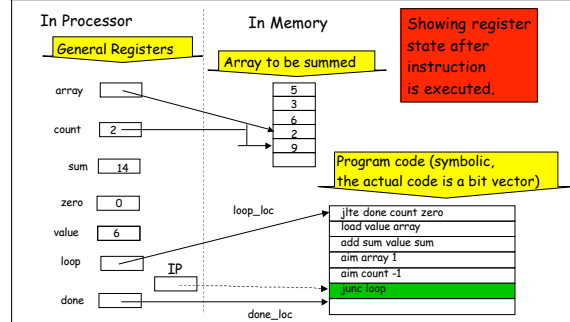 In Processor
In Memory
General Registers
Array to be summed
Showing register
state after
instruction
is executed.
array
count
2
sum
14
zero
0
value
6
loop
done
IP
5
3
6
2
9
Program code (symbolic,
the actual code is a bit vector)
loop_loc
jlte done count zero
load value array
add sum value sum
aim array 1
aim count -1
junc loop
done_loc